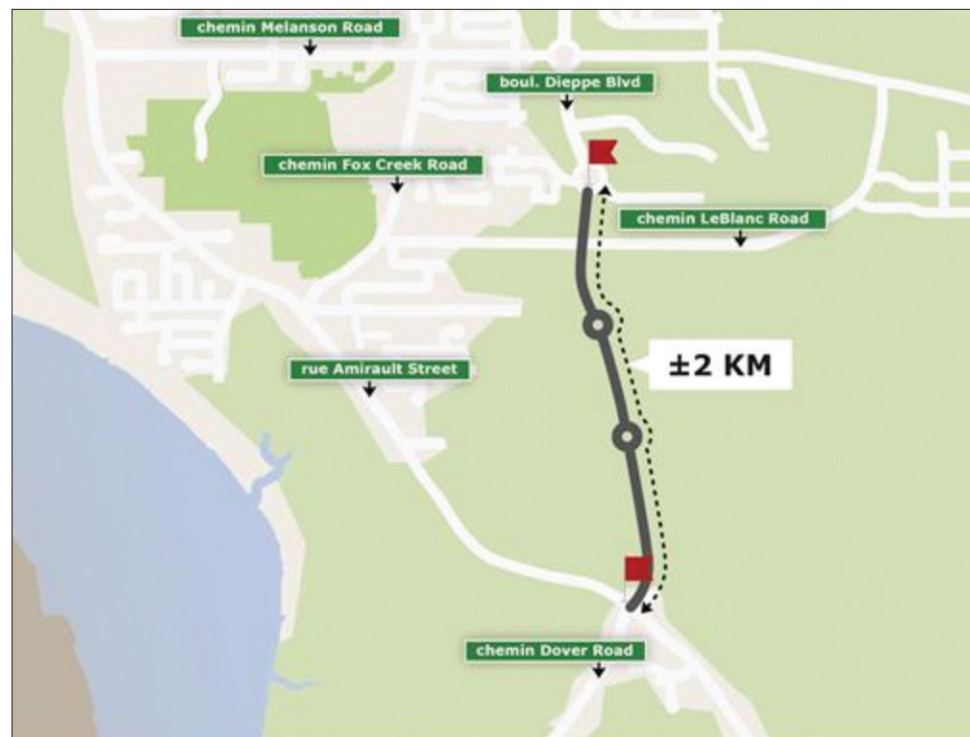 chemin Melanson Road
boul. Dieppe Blvd
chemin Fox Creek Road
chemin LeBlanc Road
±2 KM
rue Amirault Street
chemin Dover Road